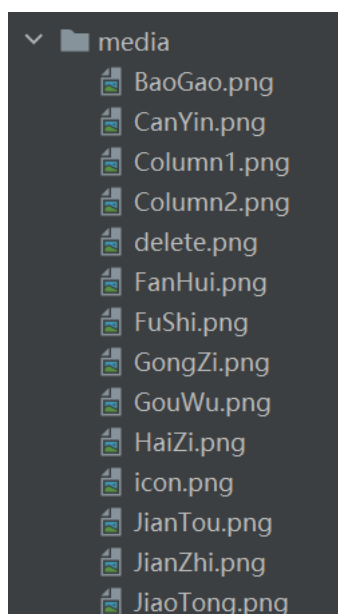 media
BaoGao.png
CanYin.png
Column1.png
Column2.png
delete.png
FanHui.png
FuShi.png
GongZi.png
GouWu.png
HaiZi.png
icon.png
JianTou.png
JianZhi.png
JiaoTong.png